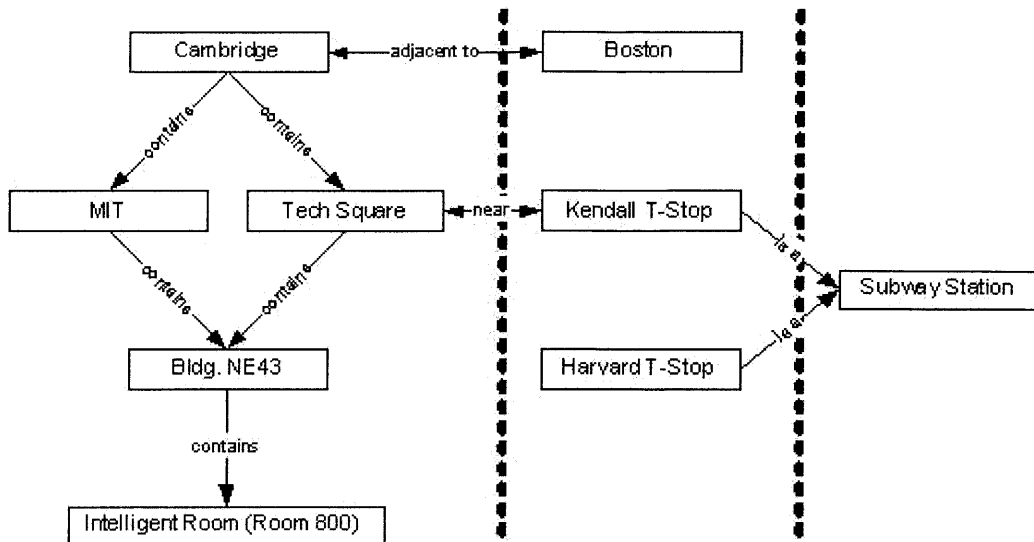 Cambridge
adjacent to
Boston
contains
contains
MIT
Tech Square
near
Kendall T-Stop
is a
Subway Station
contains
contains
Bldg. NE43
Harvard T-Stop
is a
contains
Intelligent Room (Room 800)